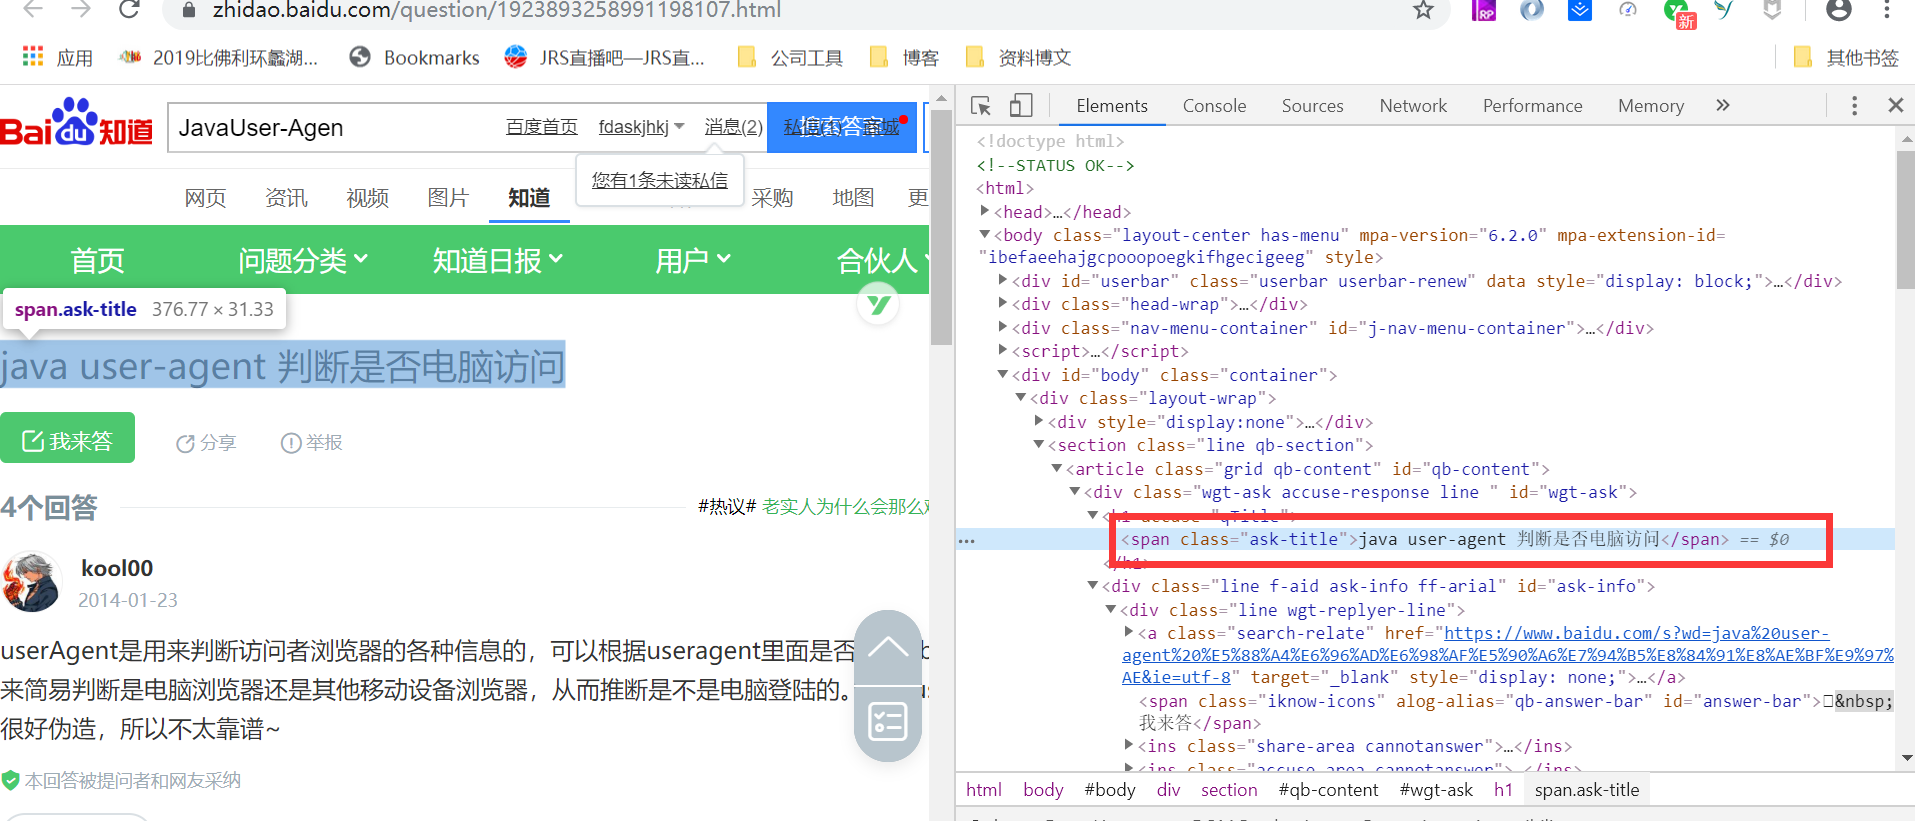 zhidao.baidu.com/question/1923893258991198107.html
新
应用
2019比佛利环蠡湖...
Bookmarks
JRS直播吧—JRS直...
公司工具
博客
资料博文
其他书签
Bai du 知道
JavaUser-Agen
百度首页
fdaskjhkj
消息(2)
商城
搜索答案
您有1条未读私信
网页
资讯
视频
图片
知道
采购
地图
更
首页
问题分类
知道日报
用户
合伙人
span.ask-title 376.77 × 31.33
java user-agent 判断是否电脑访问
我来答
分享
举报
4个回答
#热议# 老实人为什么会那么
kool00
2014-01-23
userAgent是用来判断访问者浏览器的各种信息的，可以根据useragent里面是否
来简易判断是电脑浏览器还是其他移动设备浏览器，从而推断是不是电脑登陆的。
很好伪造，所以不太靠谱~
本回答被提问者和网友采纳
Elements
Console
Sources
Network
Performance
Memory
»
<!doctype html>
<!--STATUS OK-->
<html>
<head>…</head>
<body class="layout-center has-menu" mpa-version="6.2.0" mpa-extension-id=
"ibefaeehajgcpooopoegkifhgecigeeg" style>
<div id="userbar" class="userbar userbar-renew" data style="display: block;">…</div>
<div class="head-wrap">…</div>
<div class="nav-menu-container" id="j-nav-menu-container">…</div>
<script>…</script>
<div id="body" class="container">
<div class="layout-wrap">
<div style="display:none">…</div>
<section class="line qb-section">
<article class="grid qb-content" id="qb-content">
<div class="wgt-ask accuse-response line " id="wgt-ask">
<h1 accuse="qTitle">
<span class="ask-title">java user-agent 判断是否电脑访问</span> == $0
</h1>
<div class="line f-aid ask-info ff-arial" id="ask-info">
<div class="line wgt-replyer-line">
<a class="search-relate" href="https://www.baidu.com/s?wd=java%20user-
agent%20%E5%88%A4%E6%96%AD%E6%98%AF%E5%90%A6%E7%94%B5%E8%84%91%E8%AE%BF%E9%97%
AE&ie=utf-8" target="_blank" style="display: none;">…</a>
<span class="iknow-icons" alog-alias="qb-answer-bar" id="answer-bar">&nbsp;
我来答</span>
<ins class="share-area cannotanswer">…</ins>
<ins class="accuse-area cannotanswer">…</ins>
html body #body div section #qb-content #wgt-ask h1 span.ask-title